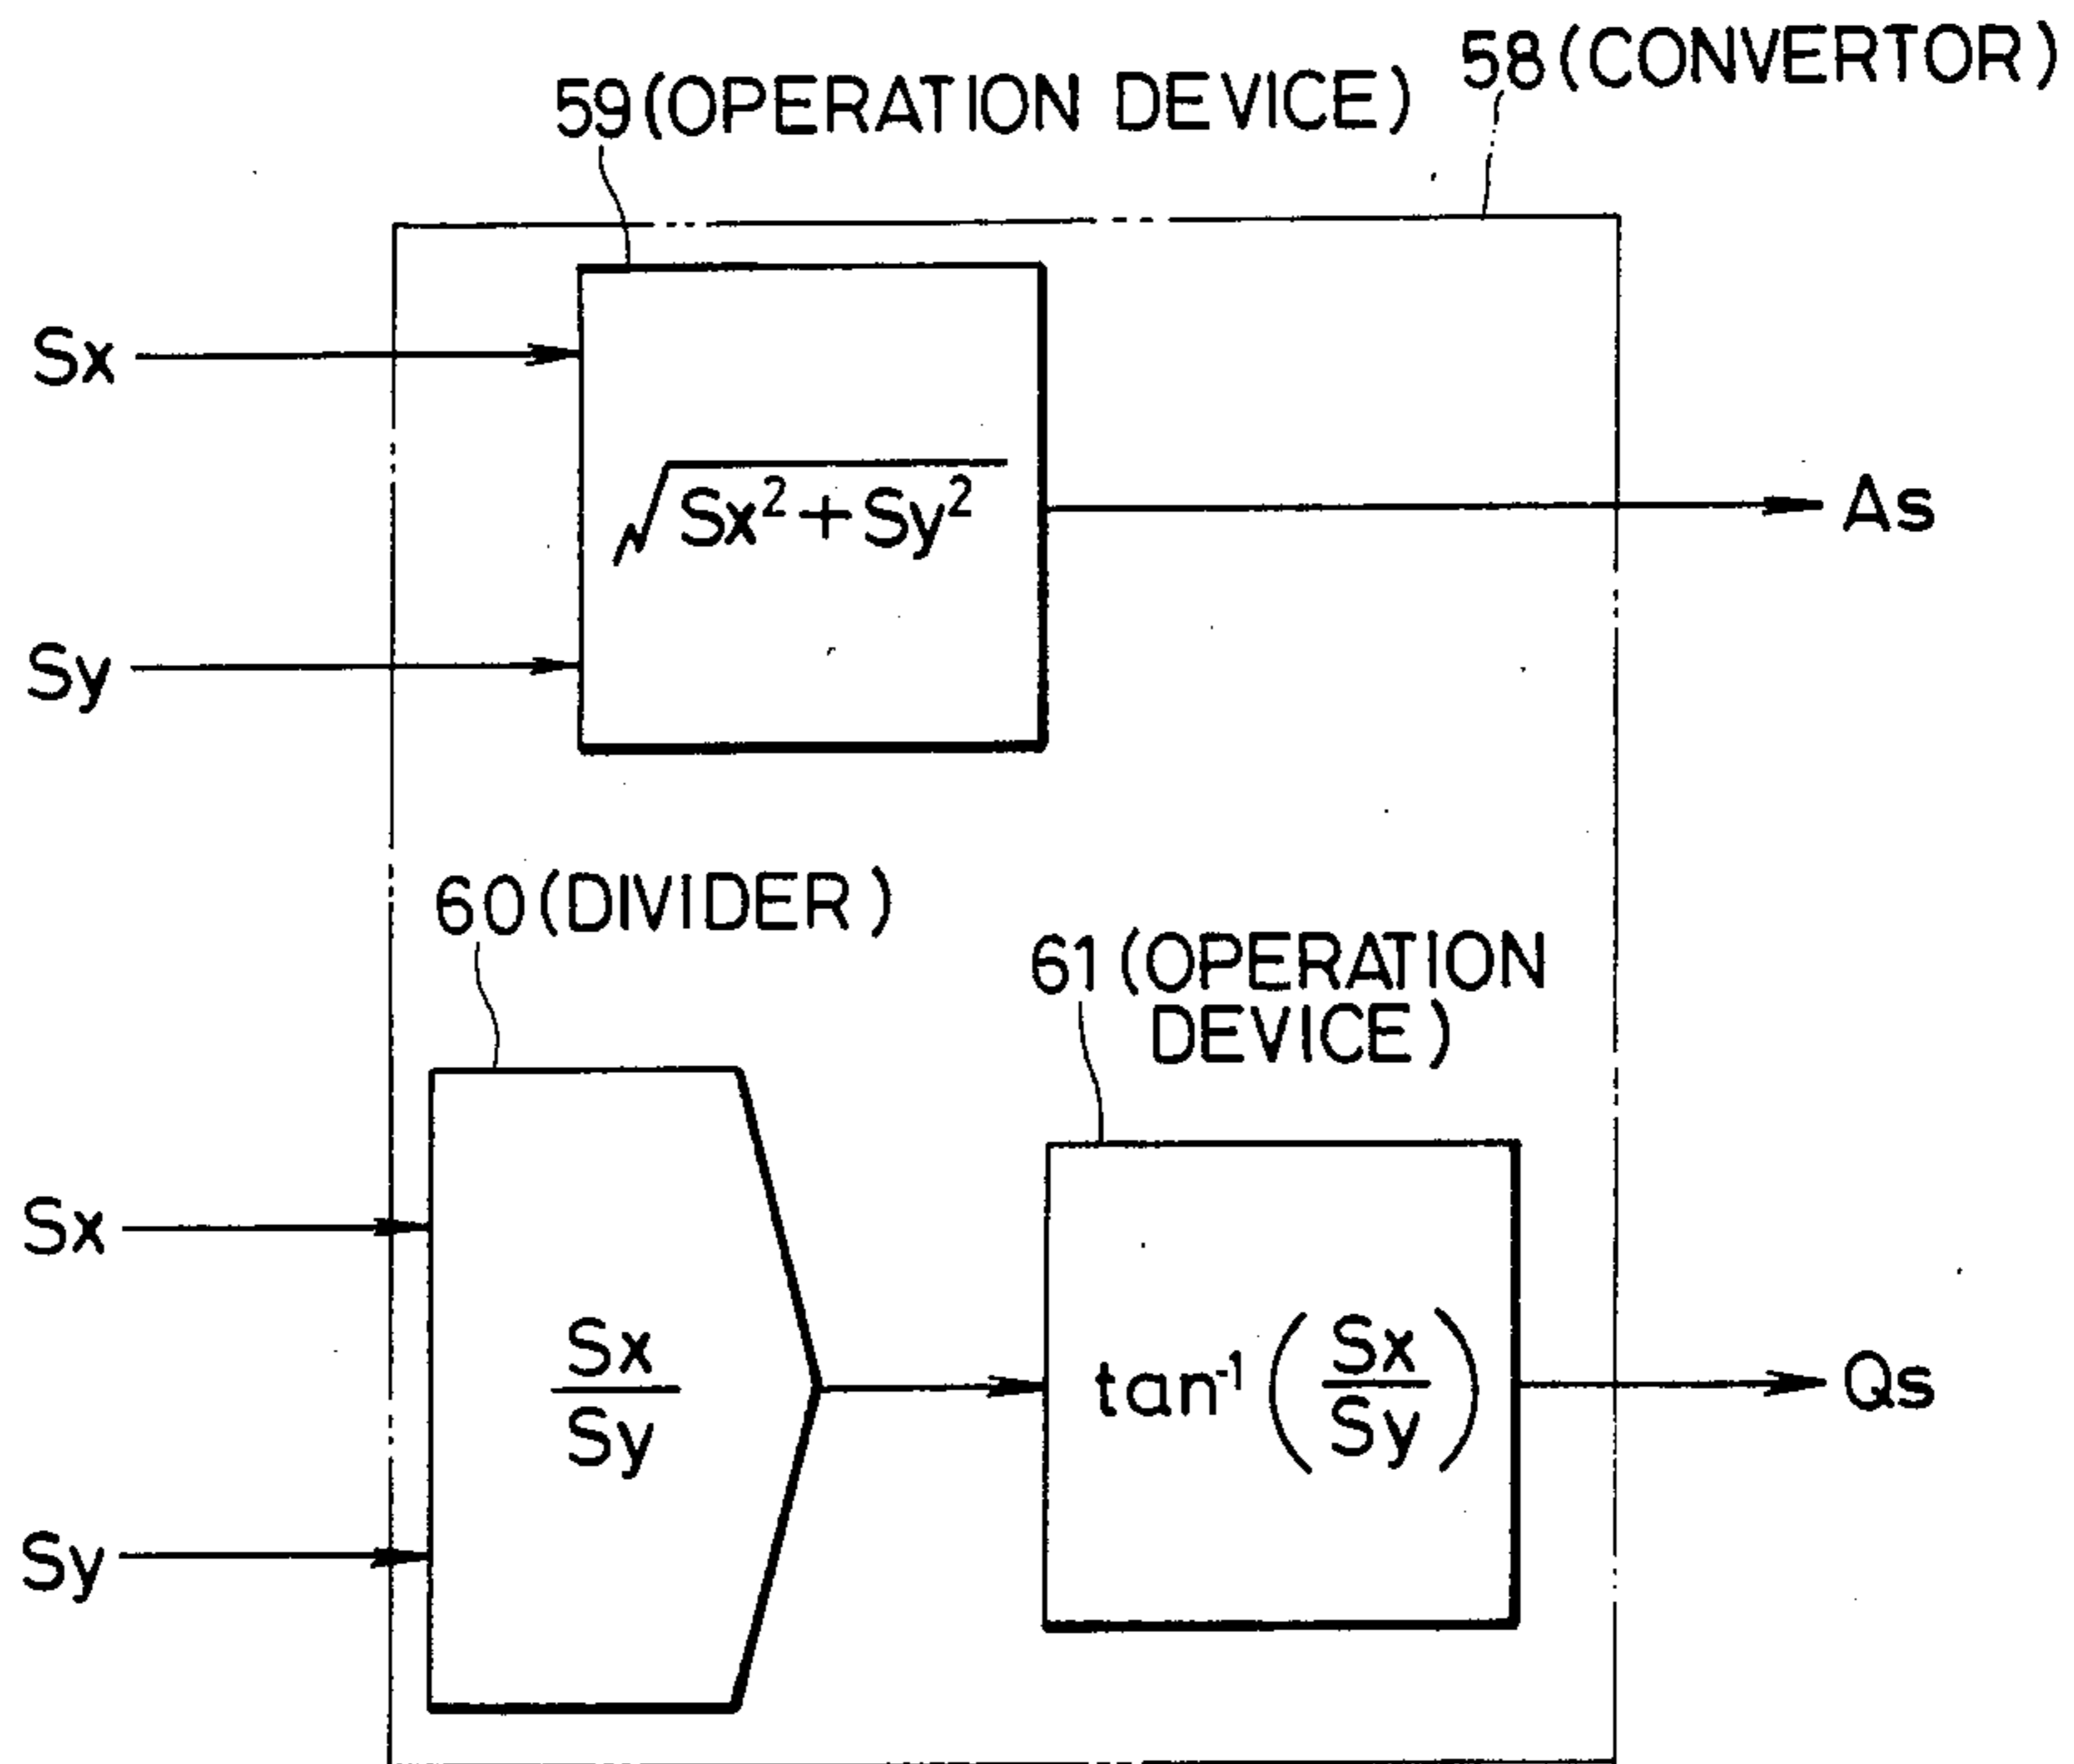 58 (CONVERTOR)
59 (OPERATION DEVICE)
Sx
√Sx²+Sy²
As
Sy
60 (DIVIDER)
61 (OPERATION
DEVICE)
Sx
Sx
Sy
tan⁻¹ (Sx
Sy)
Qs
Sy